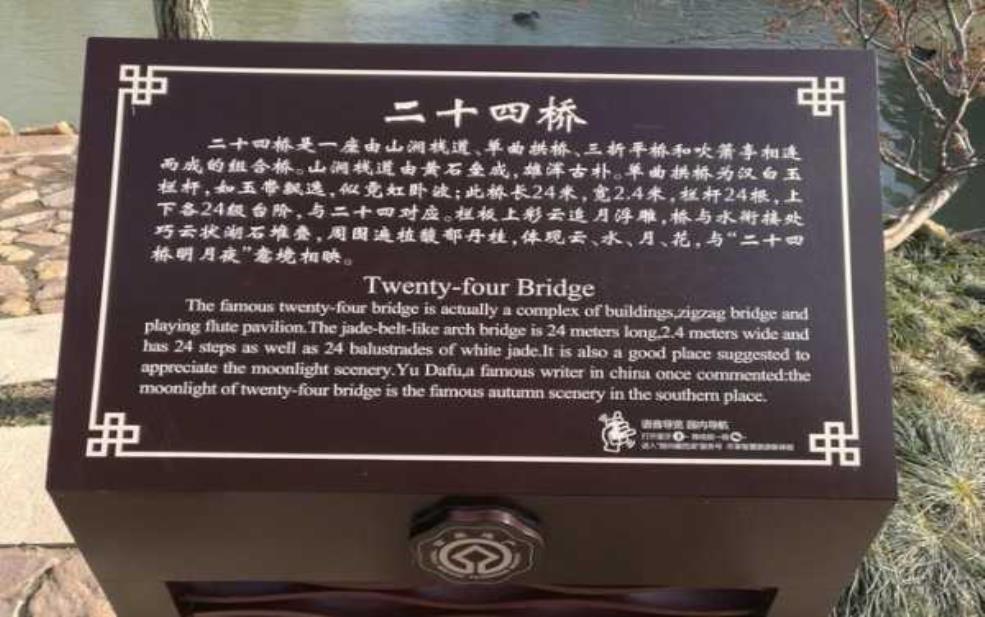 二十四桥
二十四桥是一座由山涧栈道、单曲拱桥、三折平桥和吹箫亭相连
而成的组合桥。山涧栈道由黄石垒成，雄浑古朴。单曲拱桥为汉白玉
栏杆，如玉带飘逸，似霓虹卧波；此桥长24米，宽2.4米，栏杆24根，上
下各24级台阶，与二十四对应。栏板上彩云追月浮雕，桥与水衔接处
巧云状湖石堆叠，周围遍植馥郁丹桂，体现云、水、月、花，与“二十四
桥明月夜”意境相映。
Twenty-four Bridge
The famous twenty-four bridge is actually a complex of buildings,zigzag bridge and
playing flute pavilion.The jade-belt-like arch bridge is 24 meters long,2.4 meters wide and
has 24 steps as well as 24 balustrades of white jade.It is also a good place suggested to
appreciate the moonlight scenery.Yu Dafu,a famous writer in china once commented:the
moonlight of twenty-four bridge is the famous autumn scenery in the southern place.
语音导览 园内导航